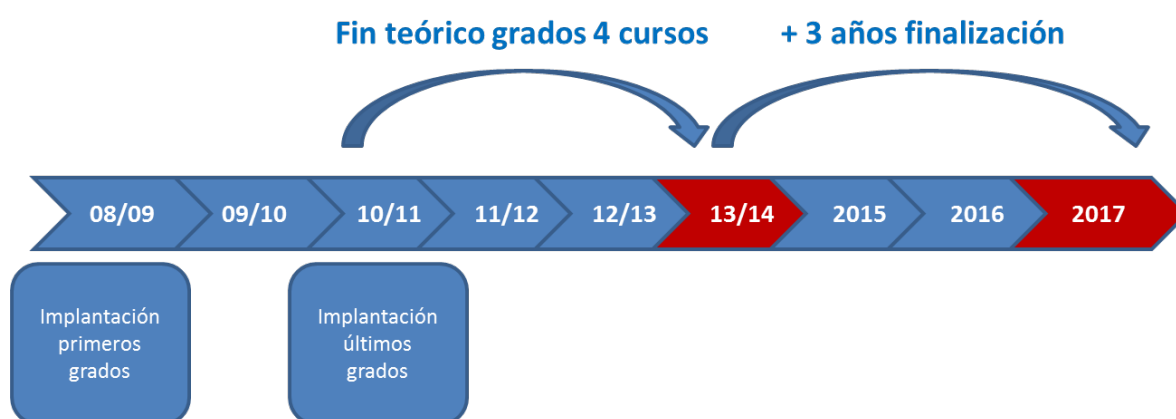 Fin teórico grados 4 cursos
+ 3 años finalización
08/09
09/10
10/11
11/12
12/13
13/14
2015
2016
2017
Implantación
primeros
grados
Implantación
últimos
grados